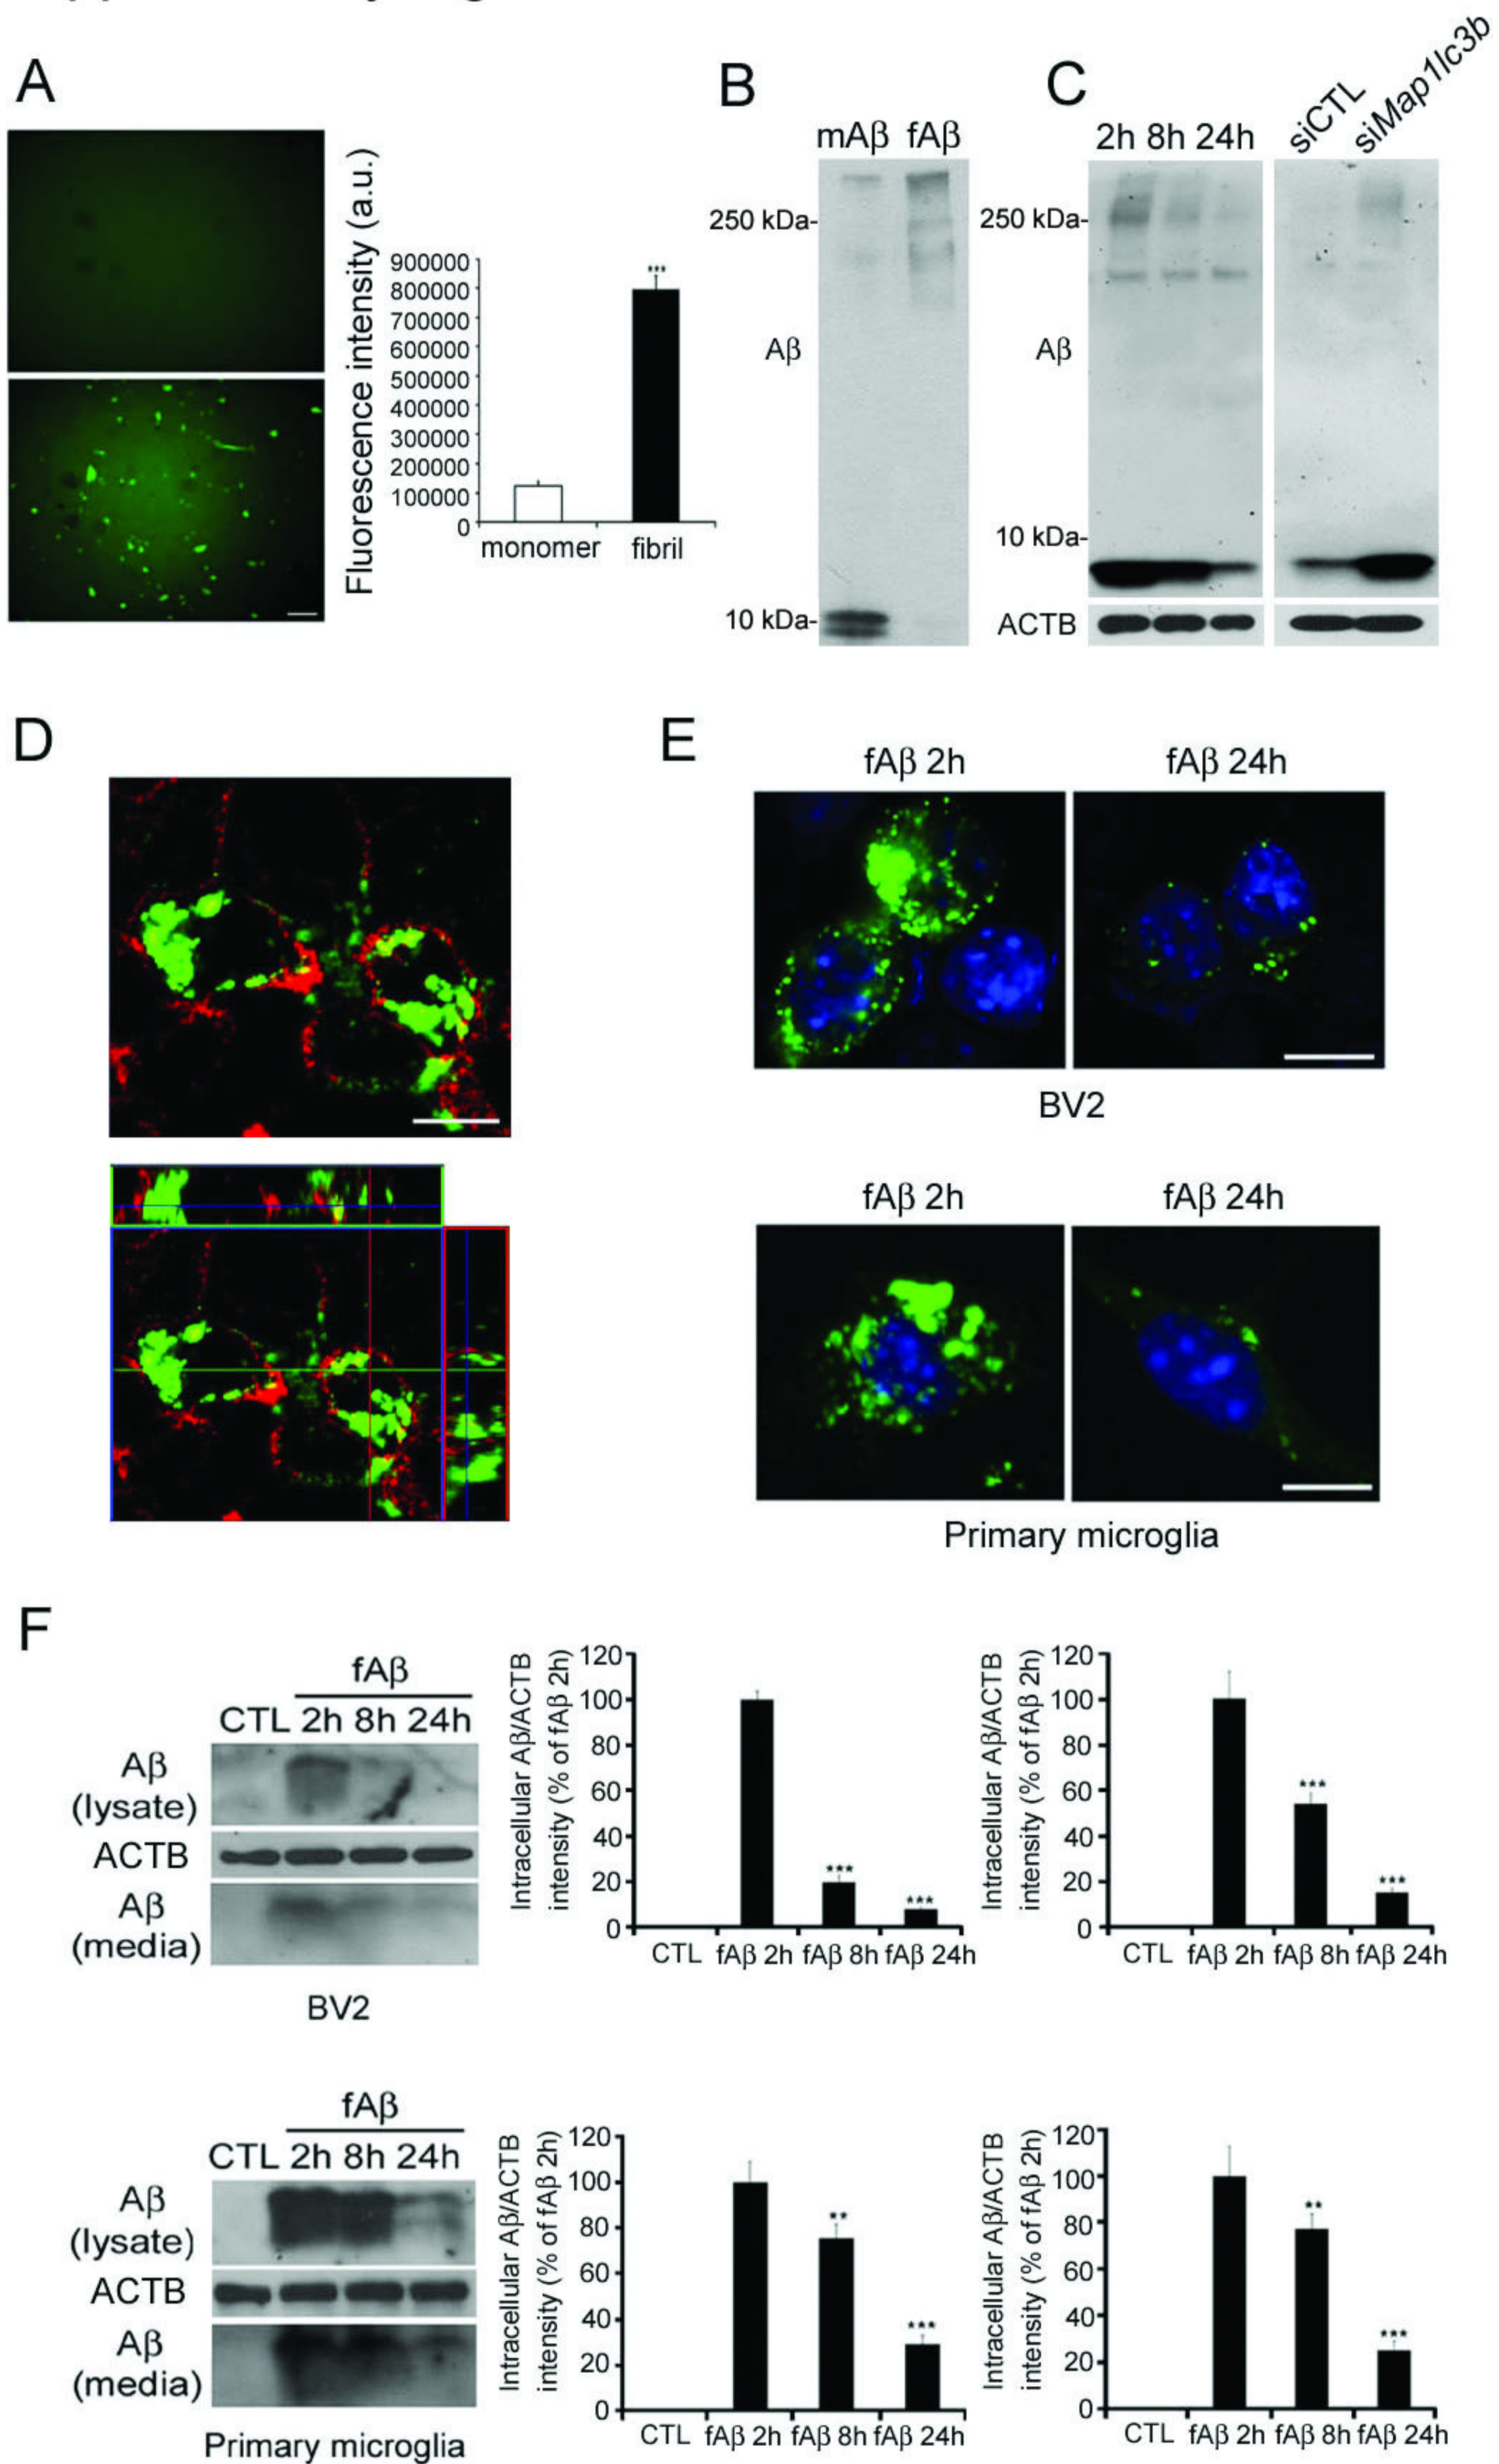 A
Fluorescence intensity (a.u.)
900000
800000
700000
600000
500000
400000
300000
200000
100000
0
***
monomer fibril
B
mAβ fAβ
250 kDa-
Aβ
10 kDa-
C
2h 8h 24h
siCTL
siMap1lc3b
250 kDa-
Aβ
10 kDa-
ACTB
D
E
fAβ 2h
fAβ 24h
BV2
fAβ 2h
fAβ 24h
Primary microglia
F
fAβ
CTL 2h 8h 24h
Aβ
(lysate)
ACTB
Aβ
(media)
BV2
Intracellular Aβ/ACTB
intensity (% of fAβ 2h)
120
100
80
60
40
20
0
***
***
CTL fAβ 2h fAβ 8h fAβ 24h
Intracellular Aβ/ACTB
intensity (% of fAβ 2h)
120
100
80
60
40
20
0
***
***
CTL fAβ 2h fAβ 8h fAβ 24h
fAβ
CTL 2h 8h 24h
Aβ
(lysate)
ACTB
Aβ
(media)
Primary microglia
Intracellular Aβ/ACTB
intensity (% of fAβ 2h)
120
100
80
60
40
20
0
**
***
CTL fAβ 2h fAβ 8h fAβ 24h
Intracellular Aβ/ACTB
intensity (% of fAβ 2h)
120
100
80
60
40
20
0
**
***
CTL fAβ 2h fAβ 8h fAβ 24h